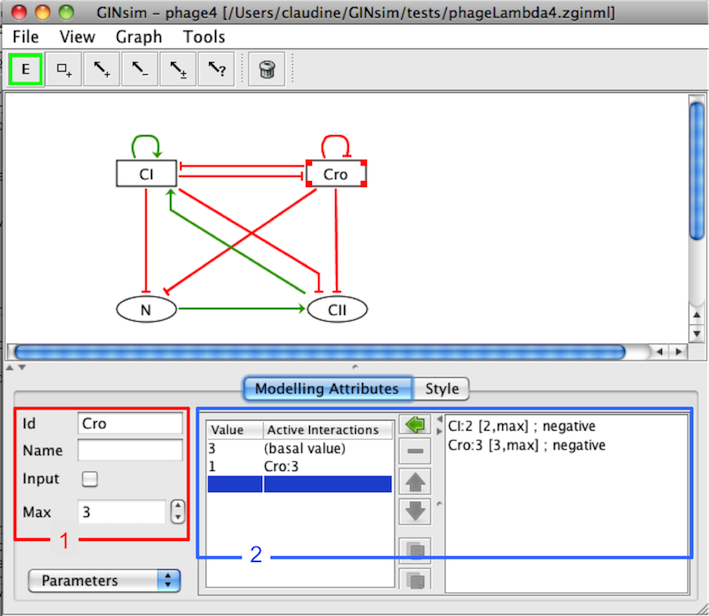 GINsim - phage4 [/Users/claudine/GINsim/tests/phageLambda4.zginml]
File View Graph Tools
E + + - ± ?
CI Cro
N CII
Modelling Attributes Style
Id Cro
Name
Input
Max 3
1
Parameters
Value Active Interactions
3 (basal value)
1 Cro:3
2
CI:2 [2,max] ; negative
Cro:3 [3,max] ; negative